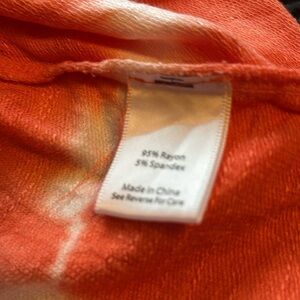 95% Rayon
5% Spandex
Made in China
See Reverse For Care